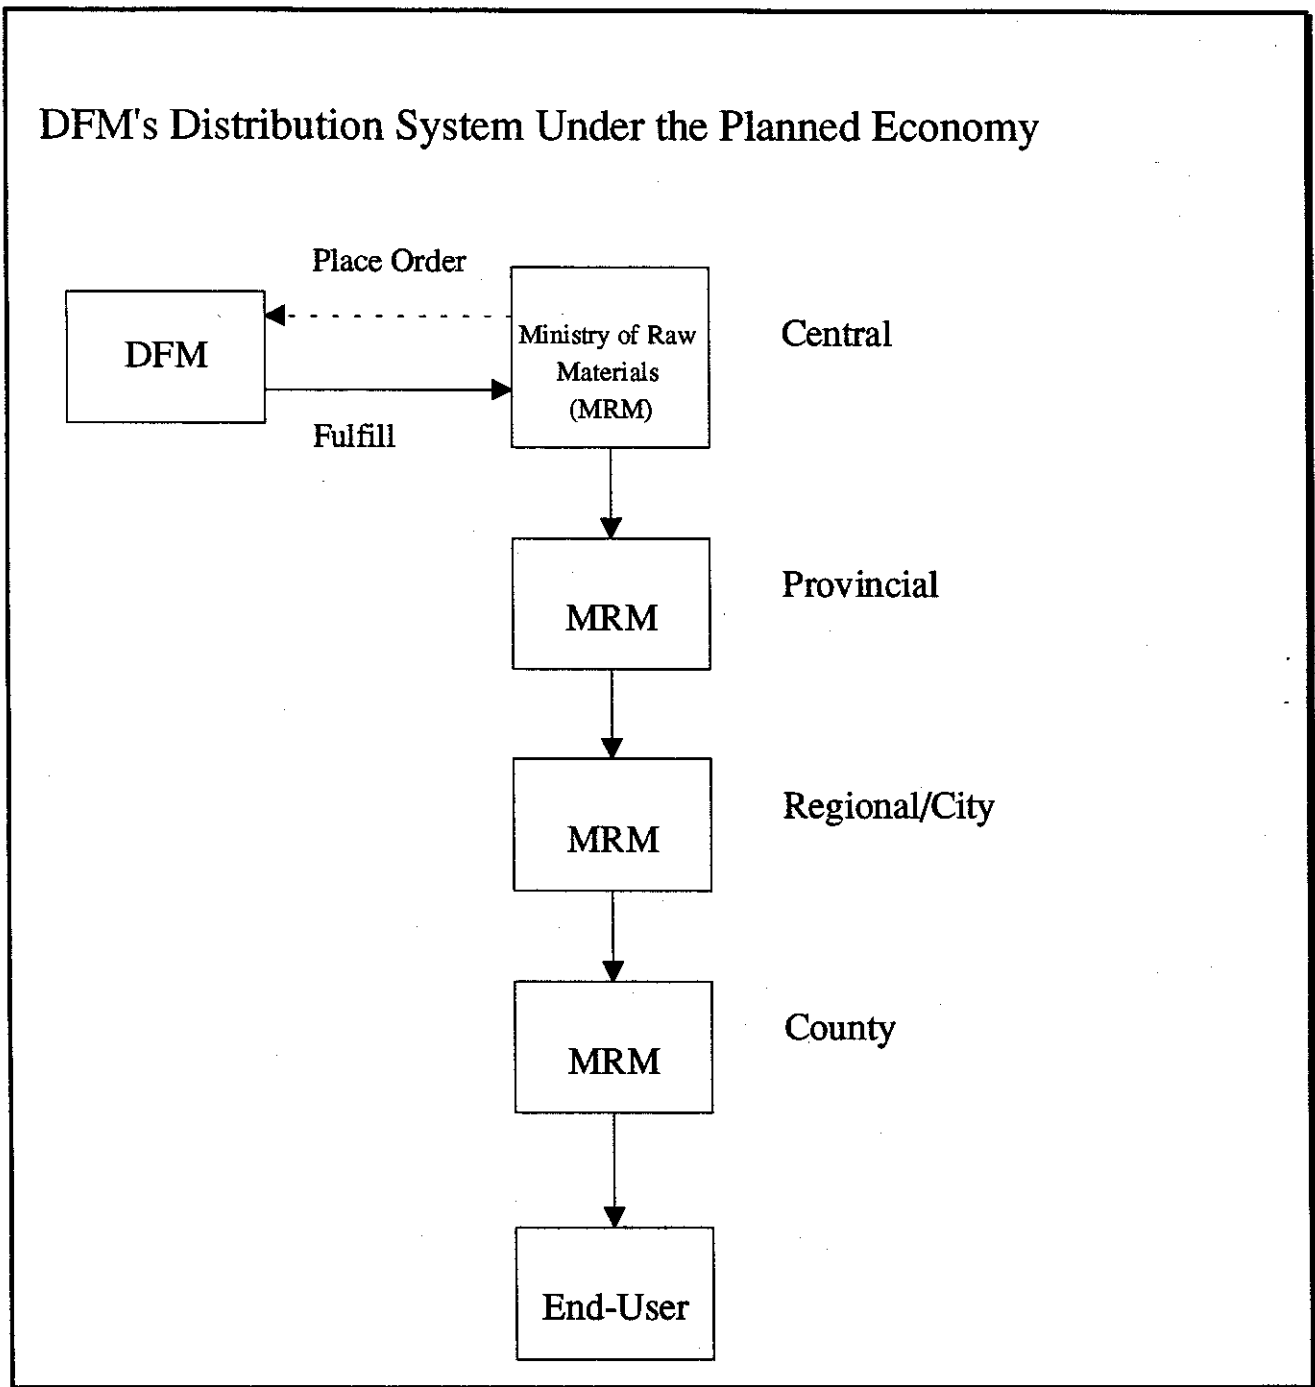 DFM's Distribution System Under the Planned Economy
Place Order
DFM
Ministry of Raw
Materials
(MRM)
Central
Fulfill
MRM
Provincial
MRM
Regional/City
MRM
County
End-User